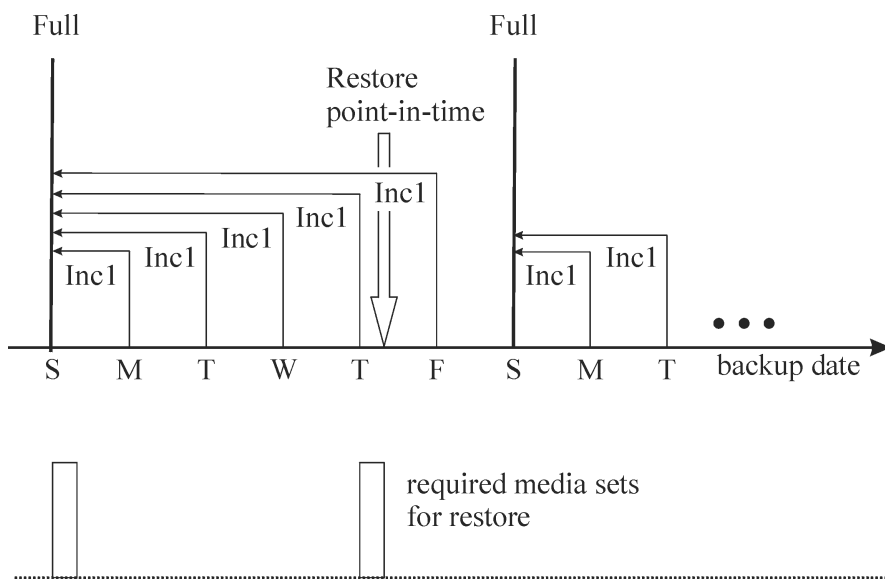 Full
Full
Restore
point-in-time
Inc1
Inc1
Inc1
Inc1
Inc1
Inc1
Inc1
S M T W T F S M T backup date
required media sets
for restore